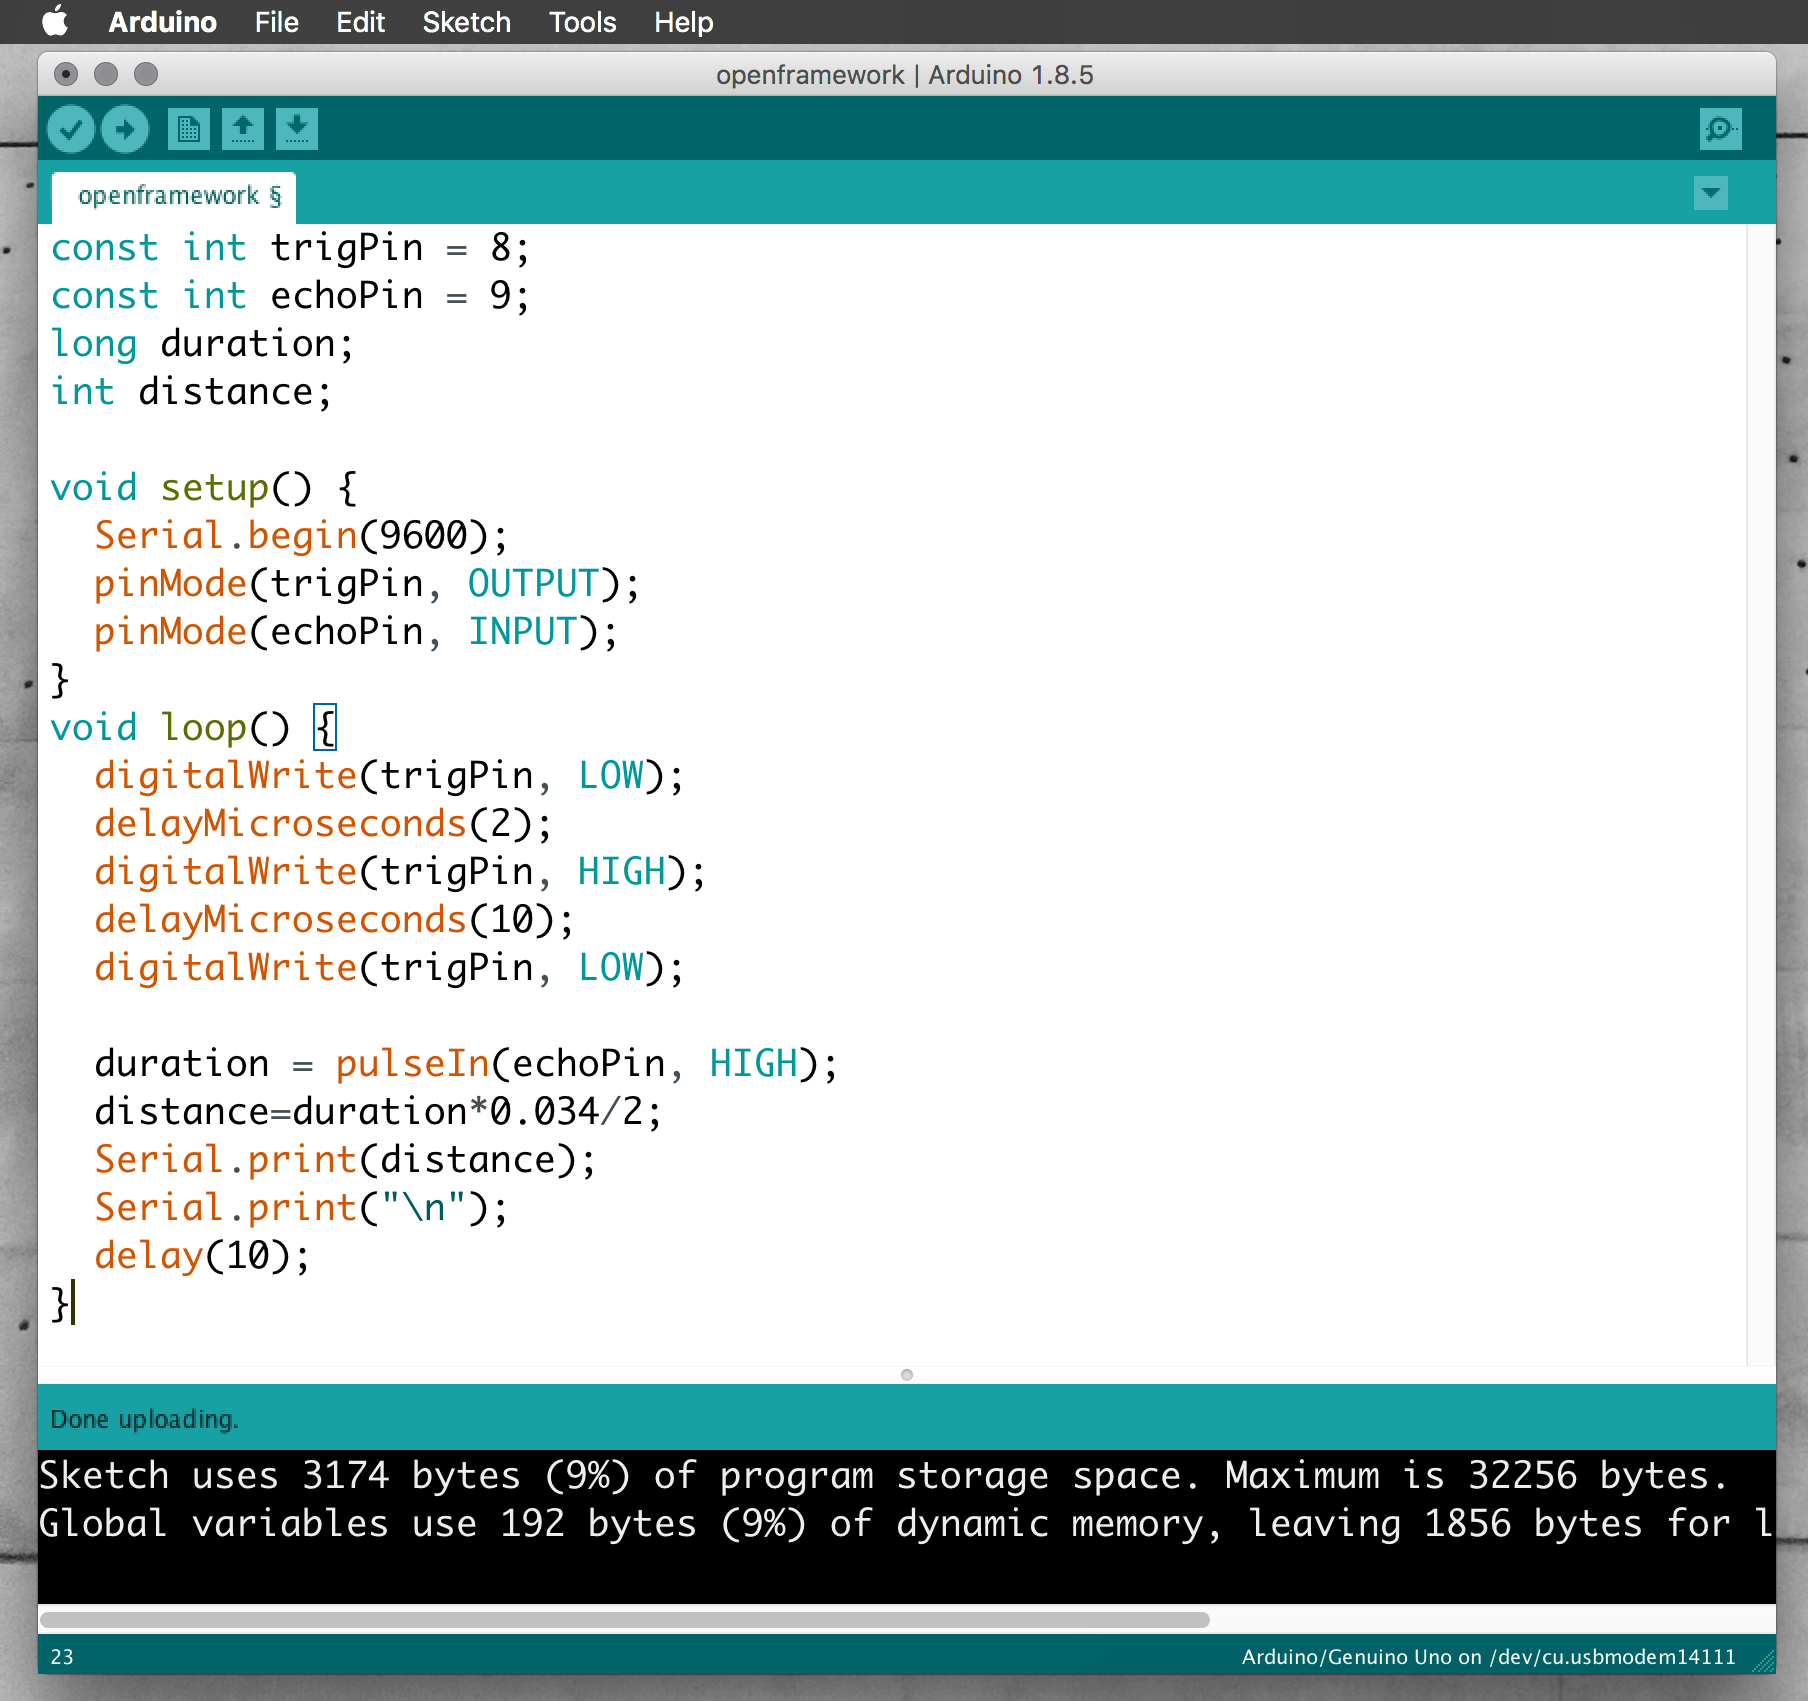 Arduino File Edit Sketch Tools Help
openframework | Arduino 1.8.5
openframework §
const int trigPin = 8;
const int echoPin = 9;
long duration;
int distance;
void setup() {
  Serial.begin(9600);
  pinMode(trigPin, OUTPUT);
  pinMode(echoPin, INPUT);
}
void loop() {
  digitalWrite(trigPin, LOW);
  delayMicroseconds(2);
  digitalWrite(trigPin, HIGH);
  delayMicroseconds(10);
  digitalWrite(trigPin, LOW);
  duration = pulseIn(echoPin, HIGH);
  distance=duration*0.034/2;
  Serial.print(distance);
  Serial.print("\n");
  delay(10);
}
Done uploading.
Sketch uses 3174 bytes (9%) of program storage space. Maximum is 32256 bytes.
Global variables use 192 bytes (9%) of dynamic memory, leaving 1856 bytes for l
23
Arduino/Genuino Uno on /dev/cu.usbmodem14111